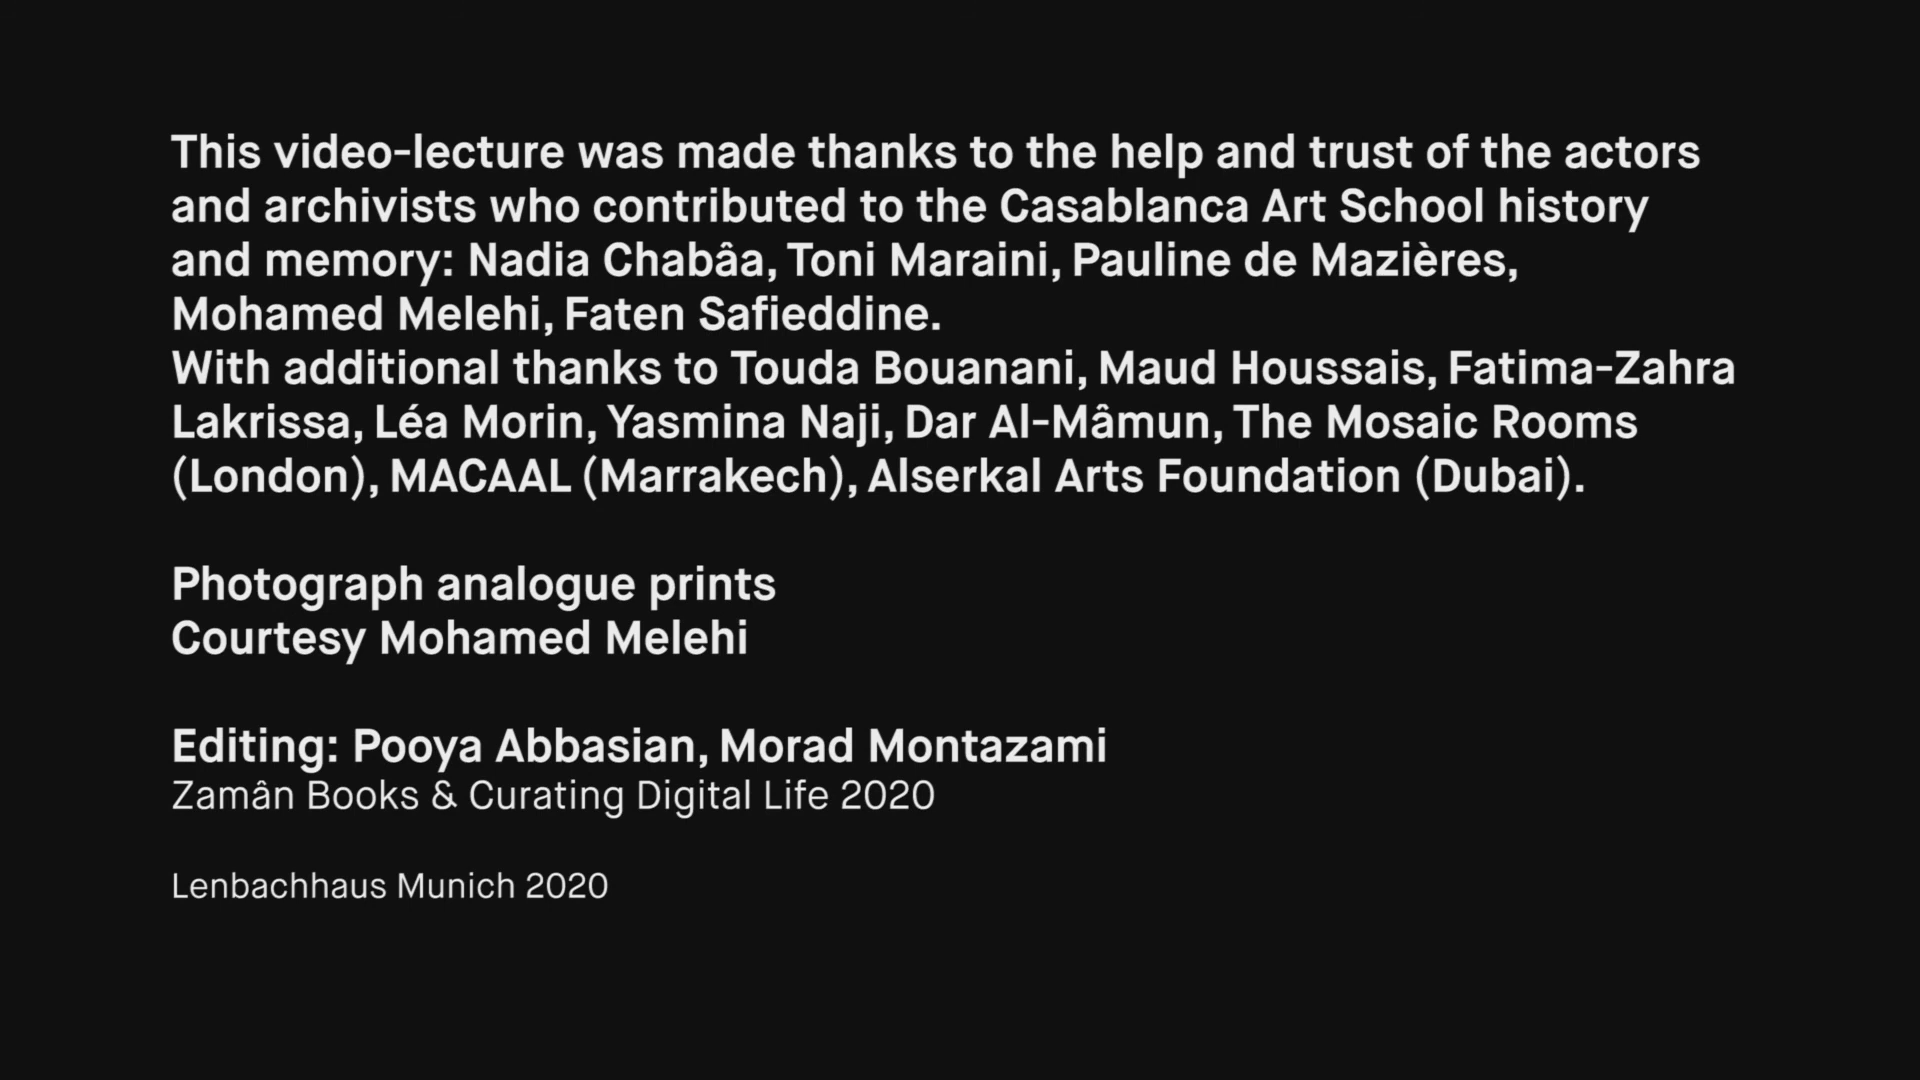 This video-lecture was made thanks to the help and trust of the actors
and archivists who contributed to the Casablanca Art School history
and memory: Nadia Chabâa, Toni Maraini, Pauline de Mazières,
Mohamed Melehi, Faten Safieddine.
With additional thanks to Touda Bouanani, Maud Houssais, Fatima-Zahra
Lakrissa, Léa Morin, Yasmina Naji, Dar Al-Mâmun, The Mosaic Rooms
(London), MACAAL (Marrakech), Alserkal Arts Foundation (Dubai).
Photograph analogue prints
Courtesy Mohamed Melehi
Editing: Pooya Abbasian, Morad Montazami
Zamân Books & Curating Digital Life 2020
Lenbachhaus Munich 2020